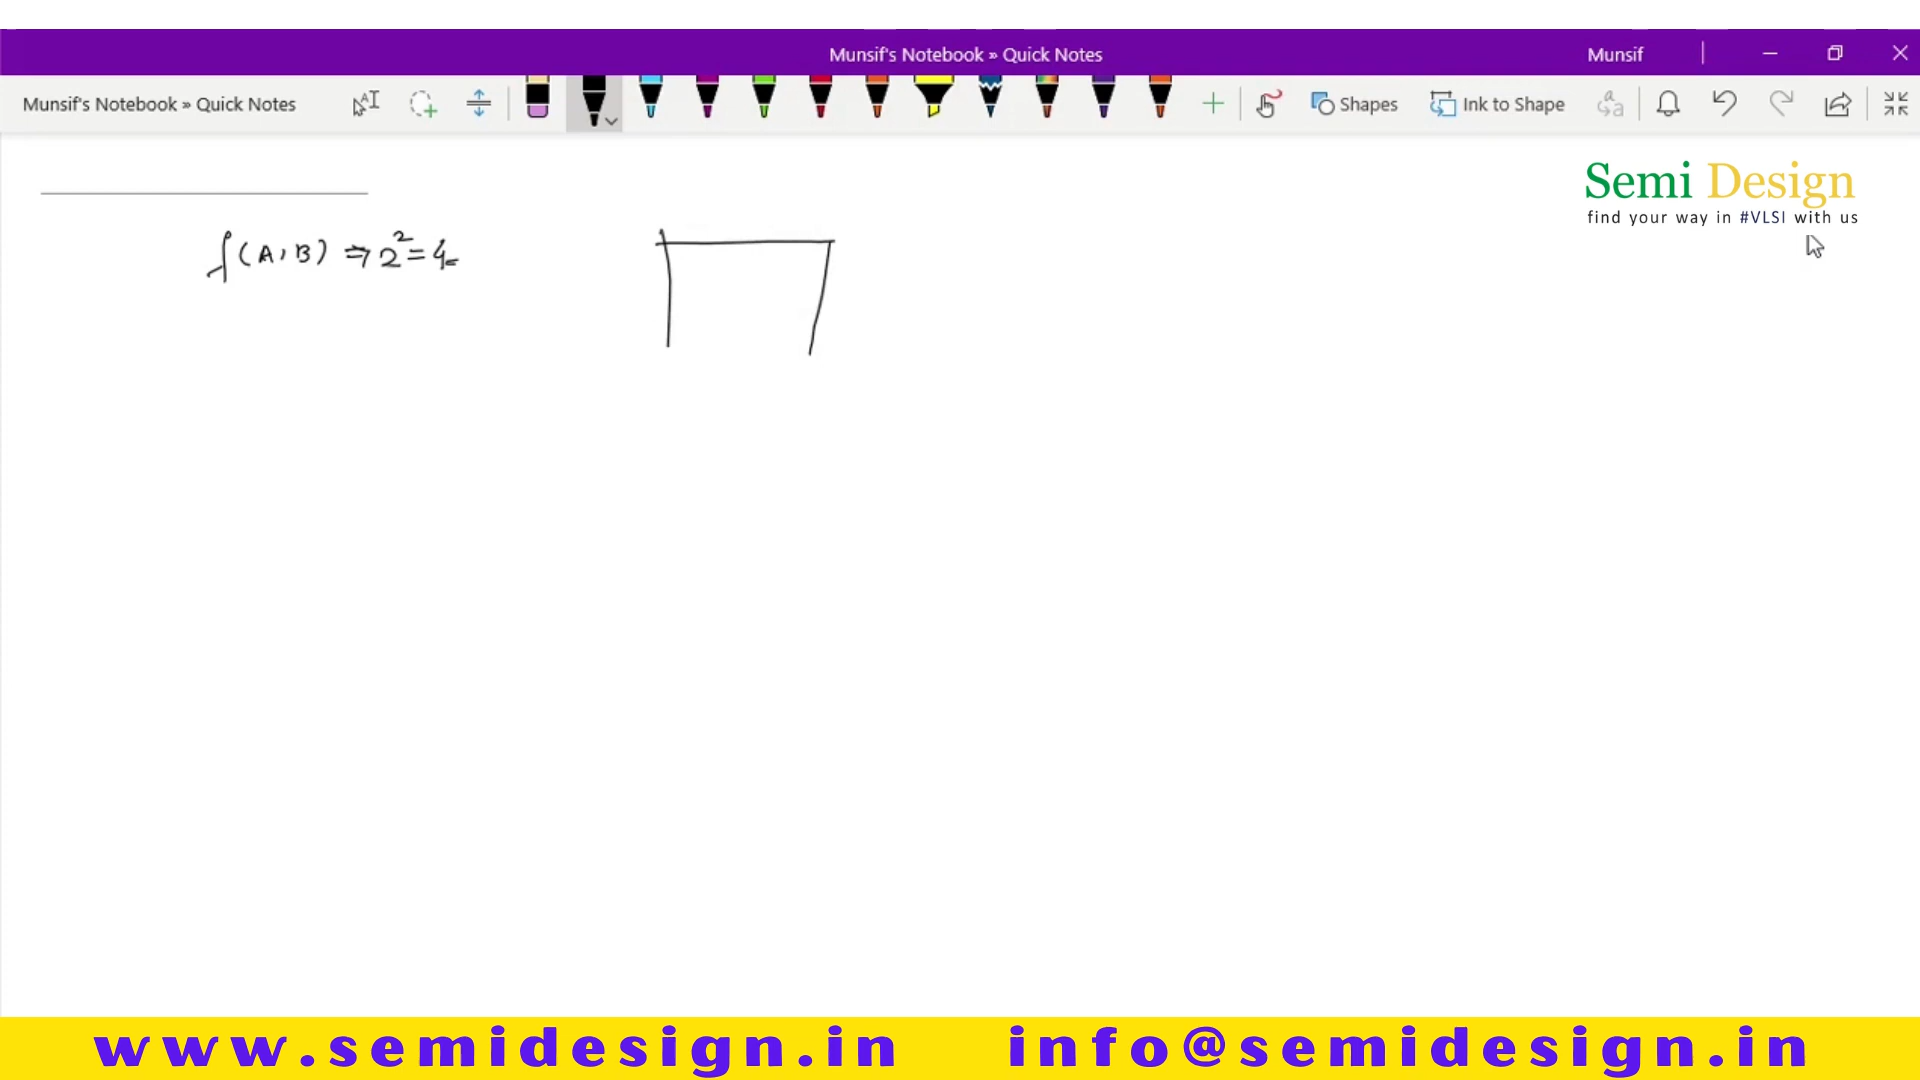 Munsif's Notebook » Quick Notes
Munsif
Munsif's Notebook » Quick Notes
Shapes
Ink to Shape
Semi Design
find your way in #VLSI with us
f(A,B) ⇒ 2² = 4
www.semidesign.in
info@semidesign.in